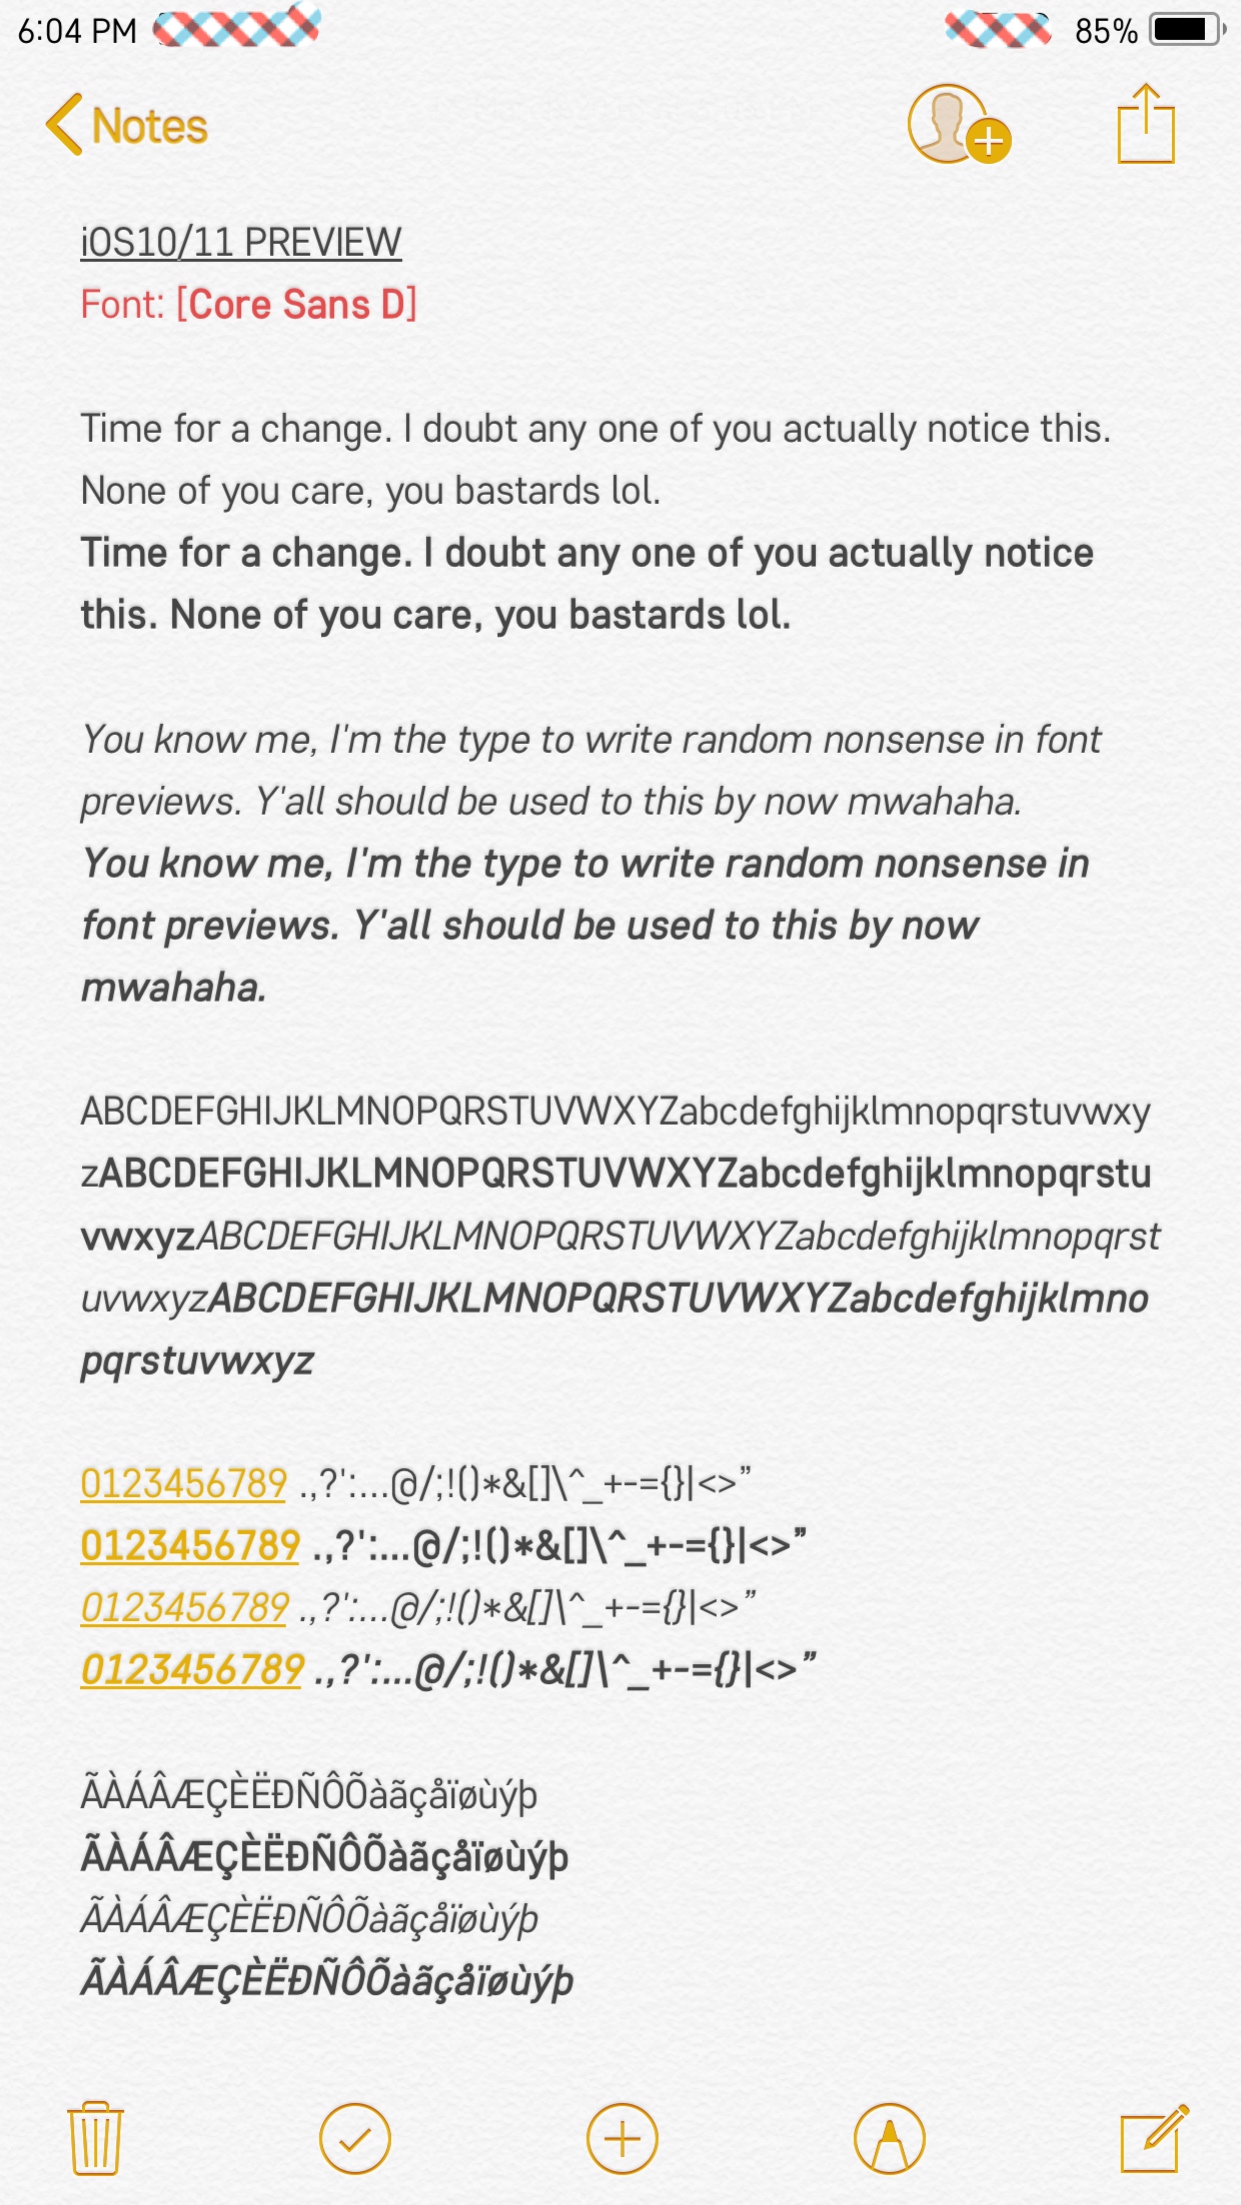 6:04 PM 85%
Notes
iOS10/11 PREVIEW
Font: [Core Sans D]
Time for a change. I doubt any one of you actually notice this.
None of you care, you bastards lol.
Time for a change. I doubt any one of you actually notice
this. None of you care, you bastards lol.
You know me, I'm the type to write random nonsense in font
previews. Y'all should be used to this by now mwahaha.
You know me, I'm the type to write random nonsense in
font previews. Y'all should be used to this by now
mwahaha.
ABCDEFGHIJKLMNOPQRSTUVWXYZabcdefghijklmnopqrstuvwxy
zABCDEFGHIJKLMNOPQRSTUVWXYZabcdefghijklmnopqrstu
vwxyzABCDEFGHIJKLMNOPQRSTUVWXYZabcdefghijklmnopqrst
uvwxyzABCDEFGHIJKLMNOPQRSTUVWXYZabcdefghijklmno
pqrstuvwxyz
0123456789 .,?':…@/;!()*&[]\^_+-={}|<>”
0123456789 .,?':…@/;!()*&[]\^_+-={}|<>”
0123456789 .,?':…@/;!()*&[]\^_+-={}|<>”
0123456789 .,?':…@/;!()*&[]\^_+-={}|<>”
ÃÀÁÂÆÇÈËÐÑÔÕàãçåïøùýþ
ÃÀÁÂÆÇÈËÐÑÔÕàãçåïøùýþ
ÃÀÁÂÆÇÈËÐÑÔÕàãçåïøùýþ
ÃÀÁÂÆÇÈËÐÑÔÕàãçåïøùýþ